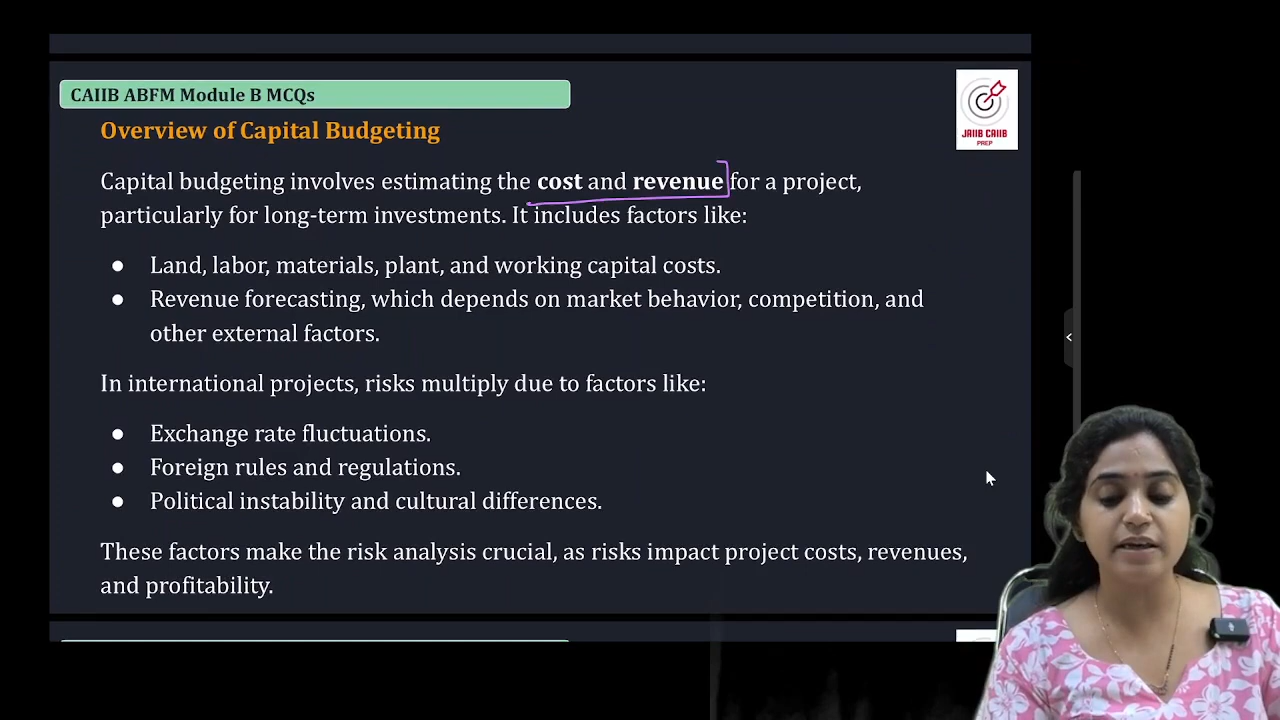 CAIIB ABFM Module B MCQs
JAIIB CAIIB
PREP
Overview of Capital Budgeting
Capital budgeting involves estimating the cost and revenue for a project,
particularly for long-term investments. It includes factors like:
● Land, labor, materials, plant, and working capital costs.
● Revenue forecasting, which depends on market behavior, competition, and
other external factors.
In international projects, risks multiply due to factors like:
● Exchange rate fluctuations.
● Foreign rules and regulations.
● Political instability and cultural differences.
These factors make the risk analysis crucial, as risks impact project costs, revenues,
and profitability.